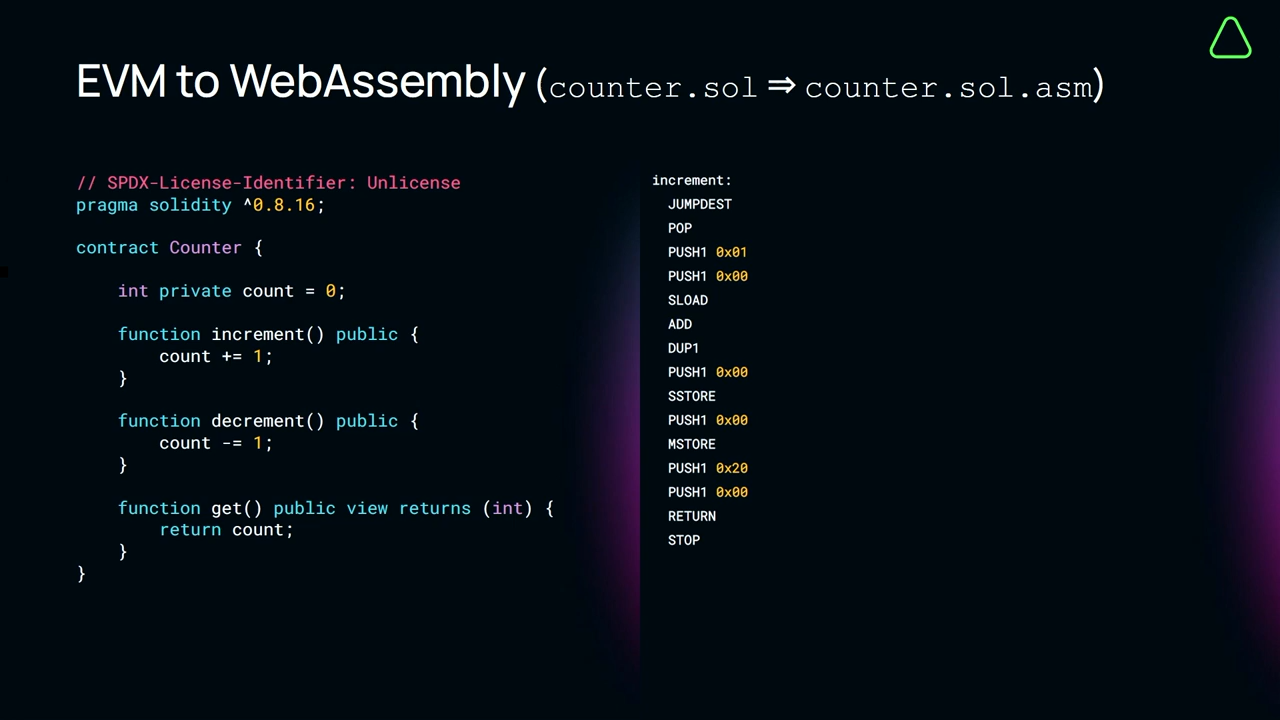 EVM to WebAssembly (counter.sol ⇒ counter.sol.asm)
// SPDX-License-Identifier: Unlicense
pragma solidity ^0.8.16;
contract Counter {
int private count = 0;
function increment() public {
count += 1;
}
function decrement() public {
count -= 1;
}
function get() public view returns (int) {
return count;
}
}
increment:
JUMPDEST
POP
PUSH1 0x01
PUSH1 0x00
SLOAD
ADD
DUP1
PUSH1 0x00
SSTORE
PUSH1 0x00
MSTORE
PUSH1 0x20
PUSH1 0x00
RETURN
STOP